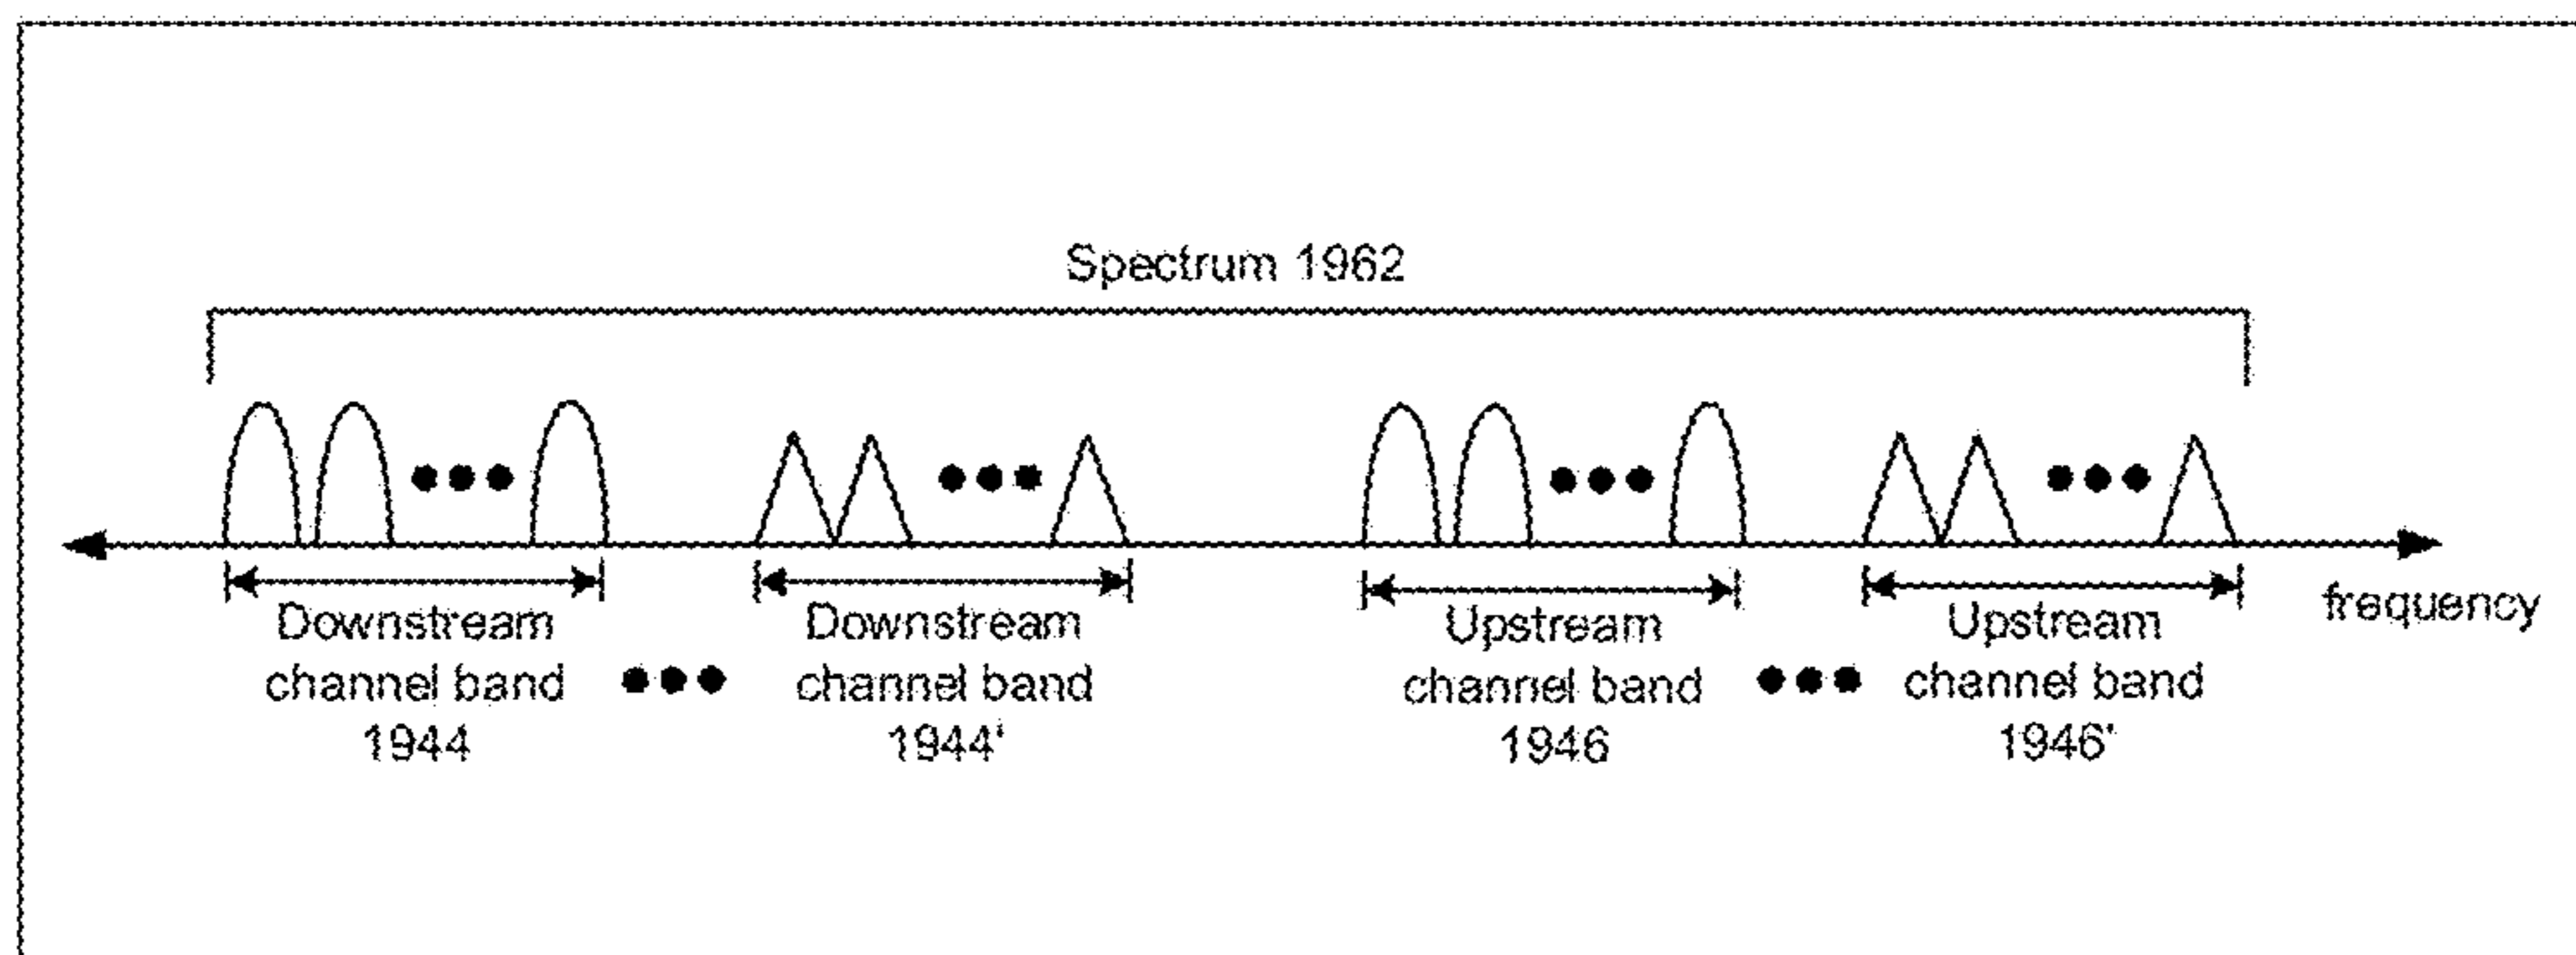 Spectrum 1962
frequency
Downstream
channel band
1944
Downstream
channel band
1944'
Upstream
channel band
1946
Upstream
channel band
1946'